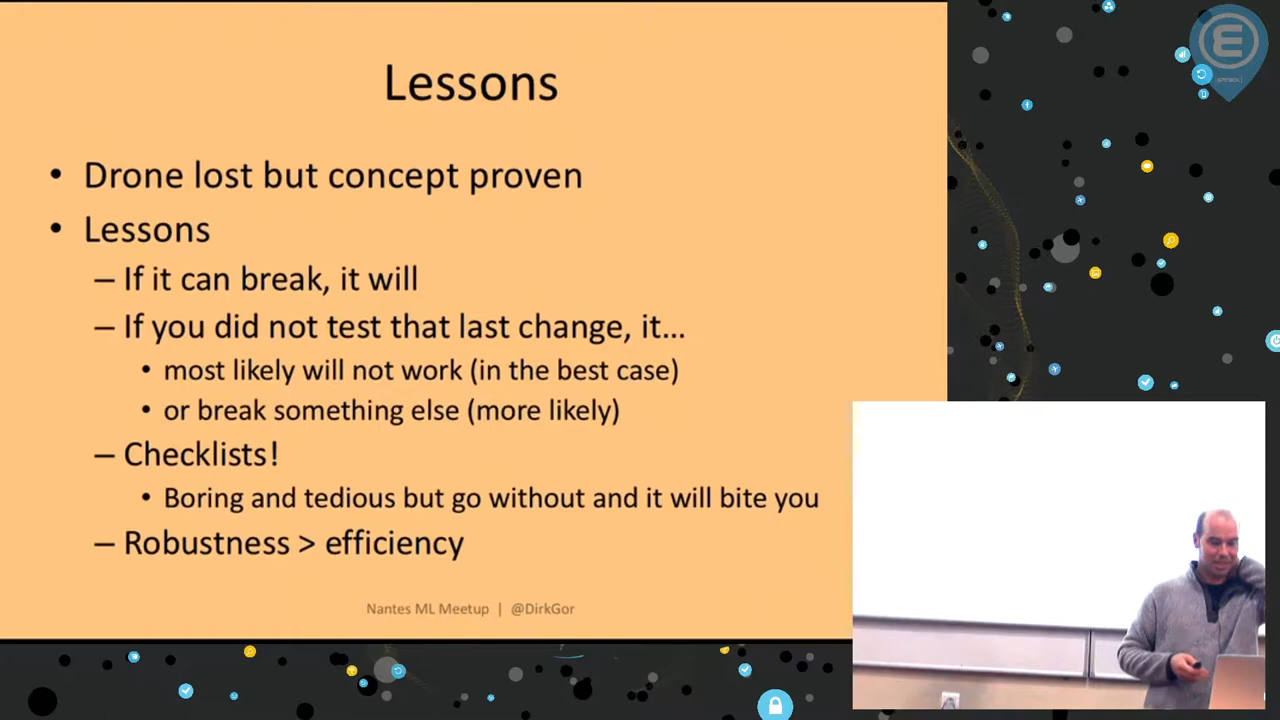 Lessons
• Drone lost but concept proven
• Lessons
– If it can break, it will
– If you did not test that last change, it…
• most likely will not work (in the best case)
• or break something else (more likely)
– Checklists!
• Boring and tedious but go without and it will bite you
– Robustness > efficiency
Nantes ML Meetup | @DirkGor